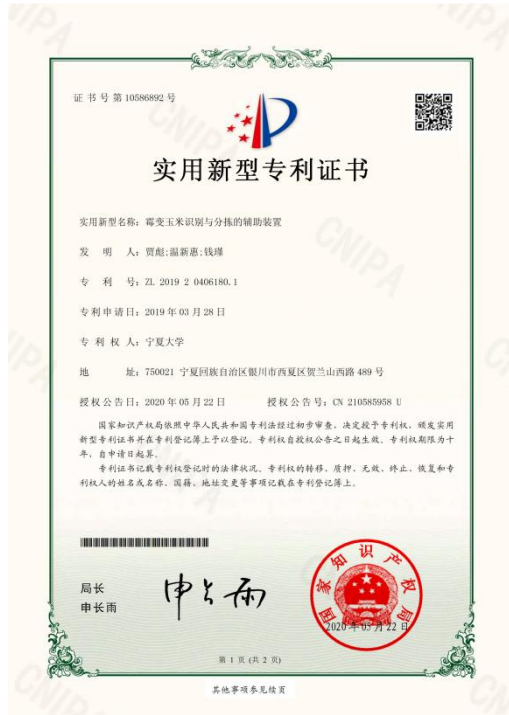 证书号第10586892号
实用新型专利证书
实用新型名称：霉变玉米识别与分拣的辅助装置
发 明 人：贾彪;温新惠;钱瑾
专 利 号：ZL 2019 2 0406180.1
专利申请日：2019年03月28日
专 利 权 人：宁夏大学
地 址：750021 宁夏回族自治区银川市西夏区贺兰山西路489号
授权公告日：2020年05月22日 授权公告号：CN 210585958 U
国家知识产权局依照中华人民共和国专利法经过初步审查，决定授予专利权，颁发实用
新型专利证书并在专利登记簿上予以登记。专利权自授权公告之日起生效。专利权期限为十
年，自申请日起算。
专利证书记载专利权登记时的法律状况。专利权的转移、质押、无效、终止、恢复和专
利权人的姓名或名称、国籍、地址变更等事项记载在专利登记簿上。
局长
申长雨
申长雨
国家知识产权局
2020年05月22日
第 1 页 (共 2 页)
其他事项参见续页
CNIPA
CNIPA
CNIPA
CNIPA